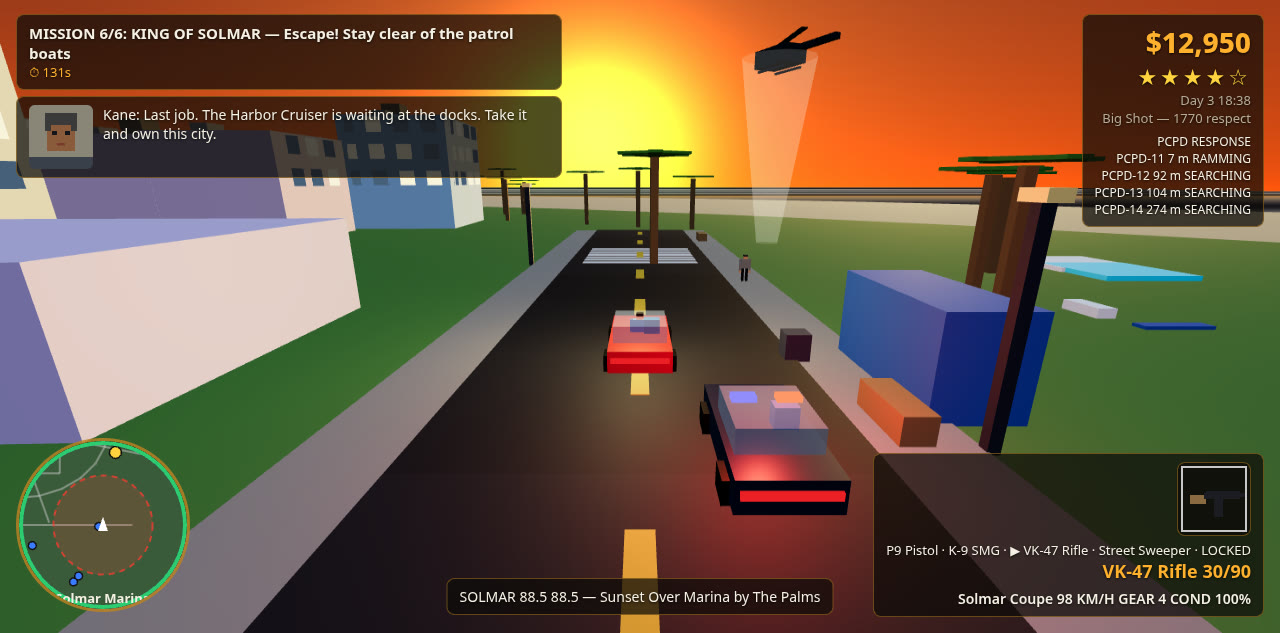 MISSION 6/6: KING OF SOLMAR — Escape! Stay clear of the patrol
boats
⏱ 131s
Kane: Last job. The Harbor Cruiser is waiting at the docks. Take it
and own this city.
$12,950
★★★★☆
Day 3 18:38
Big Shot — 1770 respect
PCPD RESPONSE
PCPD-11 7 m RAMMING
PCPD-12 92 m SEARCHING
PCPD-13 104 m SEARCHING
PCPD-14 274 m SEARCHING
Solmar Marina
SOLMAR 88.5 88.5 — Sunset Over Marina by The Palms
P9 Pistol · K-9 SMG · ▶ VK-47 Rifle · Street Sweeper · LOCKED
VK-47 Rifle 30/90
Solmar Coupe 98 KM/H GEAR 4 COND 100%